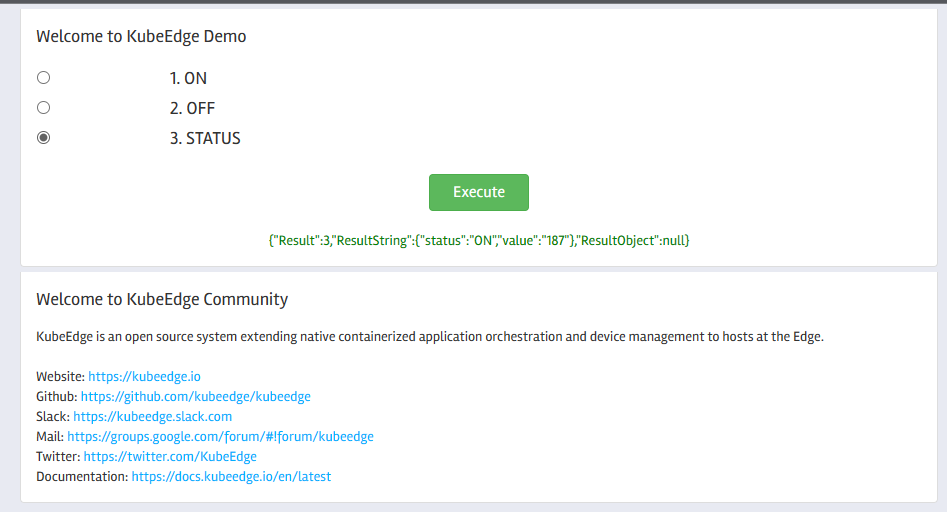 Welcome to KubeEdge Demo
1. ON
2. OFF
3. STATUS
Execute
{"Result":3,"ResultString":{"status":"ON","value":"187"},"ResultObject":null}
Welcome to KubeEdge Community
KubeEdge is an open source system extending native containerized application orchestration and device management to hosts at the Edge.
Website: https://kubeedge.io
Github: https://github.com/kubeedge/kubeedge
Slack: https://kubeedge.slack.com
Mail: https://groups.google.com/forum/#!forum/kubeedge
Twitter: https://twitter.com/KubeEdge
Documentation: https://docs.kubeedge.io/en/latest